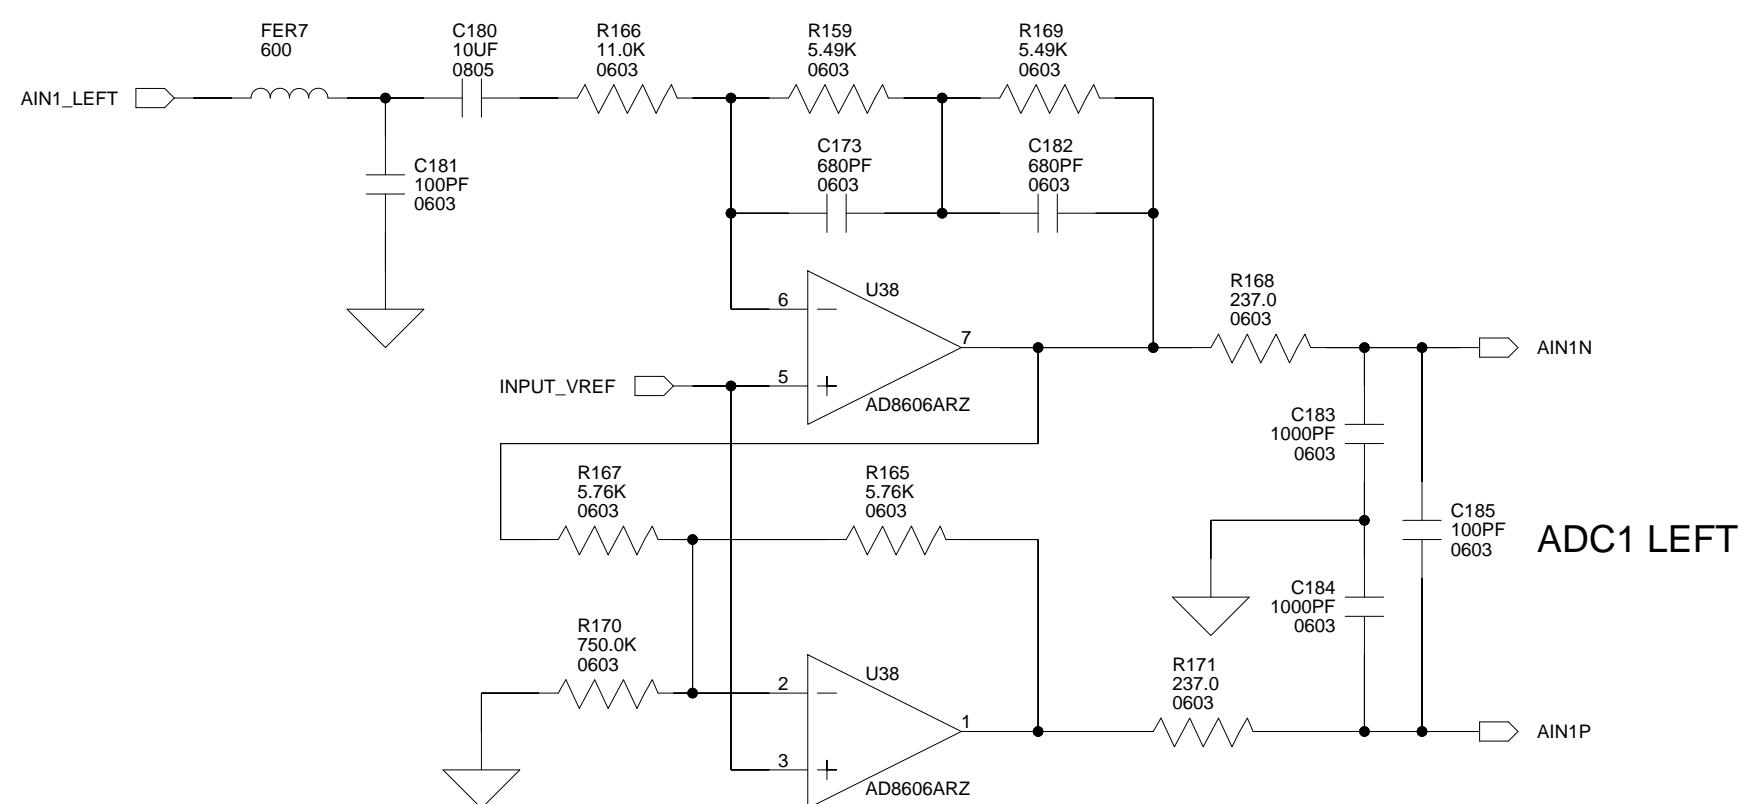 FER7
600
C180
10UF
0805
R166
11.0K
0603
R159
5.49K
0603
R169
5.49K
0603
AIN1_LEFT
C181
100PF
0603
C173
680PF
0603
C182
680PF
0603
U38
6
7
5
AD8606ARZ
INPUT_VREF
R168
237.0
0603
AIN1N
C183
1000PF
0603
R167
5.76K
0603
R165
5.76K
0603
C185
100PF
0603
ADC1 LEFT
C184
1000PF
0603
R170
750.0K
0603
U38
2
1
3
AD8606ARZ
R171
237.0
0603
AIN1P